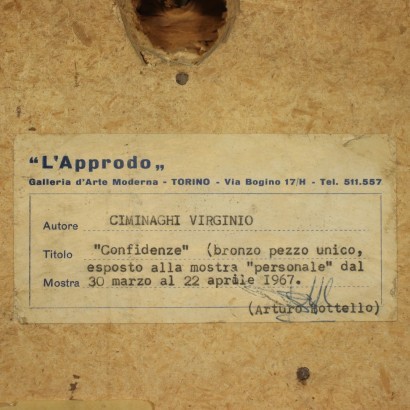 “L'Approdo„
Galleria d'Arte Moderna - TORINO - Via Bogino 17/H - Tel. 511.557
Autore CIMINAGHI VIRGINIO
Titolo "Confidenze" (bronzo pezzo unico,
esposto alla mostra "personale" dal
Mostra 30 marzo al 22 aprile 1967.
(Arturo Bottello)